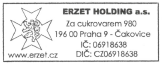 ERZET HOLDING a.s.
Za cukrovarem 980
196 00 Praha 9 - Čakovice
IČ: 06918638
www.erzet.cz DIČ: CZ06918638